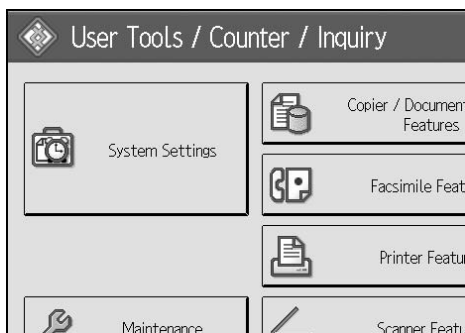 User Tools / Counter / Inquiry
System Settings
Copier / Document
Features
Facsimile Feat
Printer Featu
Maintenance
Scanner Featu